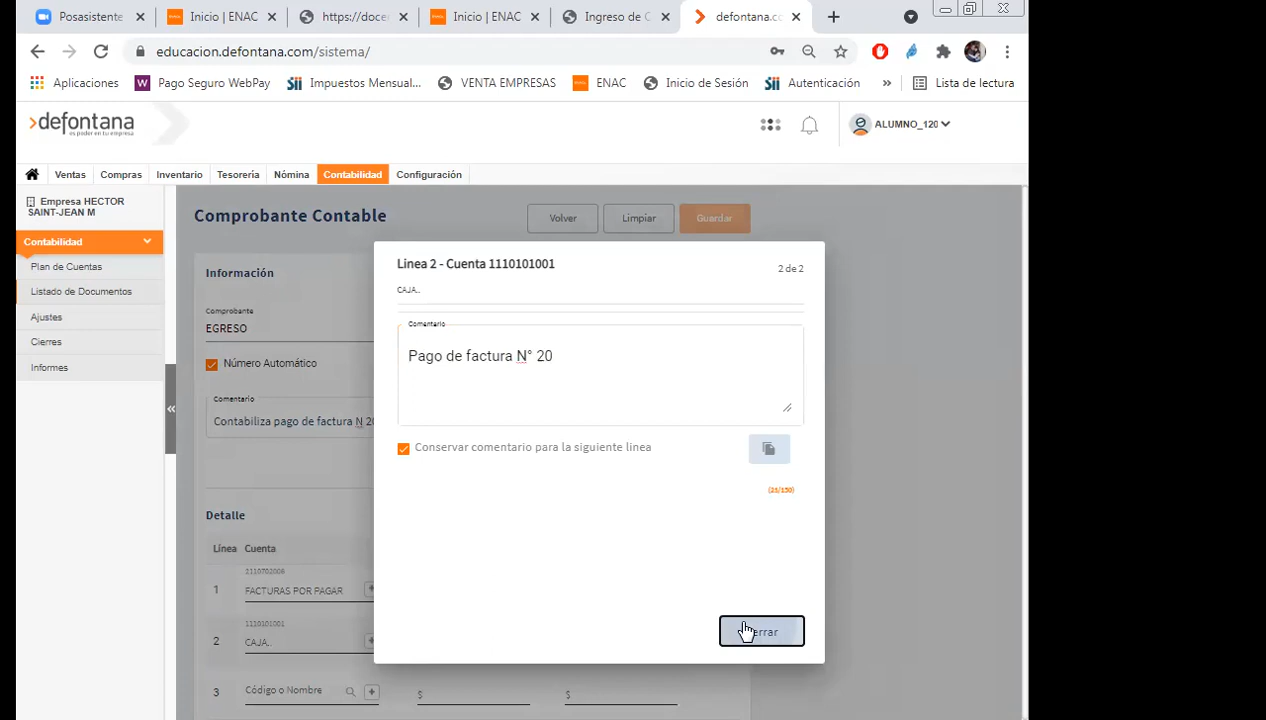 Posasistente
Inicio | ENAC
https://doce
Inicio | ENAC
Ingreso de C
defontana.c
educacion.defontana.com/sistema/
Aplicaciones
Pago Seguro WebPay
Sii Impuestos Mensual...
VENTA EMPRESAS
ENAC
Inicio de Sesión
Sii Autenticación
»
Lista de lectura
>defontana
es poder en tu empresa
ALUMNO_120
Ventas
Compras
Inventario
Tesorería
Nómina
Contabilidad
Configuración
Empresa HECTOR
SAINT-JEAN M
Contabilidad
Plan de Cuentas
Listado de Documentos
Ajustes
Cierres
Informes
«
Comprobante Contable
Volver
Limpiar
Guardar
Información
Comprobante
EGRESO
Número Automático
Comentario
Contabiliza pago de factura N 20
Detalle
Línea
Cuenta
2110702006
1
FACTURAS POR PAGAR
1110101001
2
CAJA..
3
Código o Nombre
$
$
Linea 2 - Cuenta 1110101001
2 de 2
CAJA..
Comentario
Pago de factura N° 20
Conservar comentario para la siguiente linea
(21/150)
errar